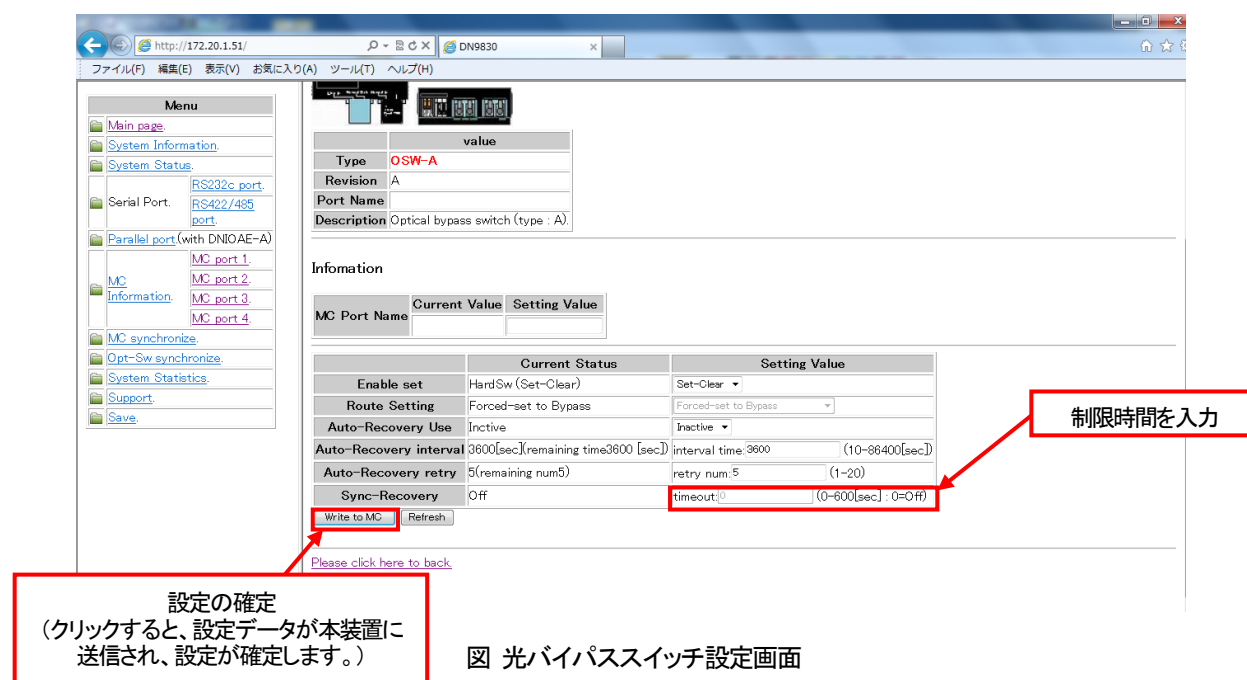 http://172.20.1.51/
DN9830
ファイル(F) 編集(E) 表示(V) お気に入り(A) ツール(T) ヘルプ(H)
Menu
Main page.
System Information.
System Status.
Serial Port.
RS232c port.
RS422/485
port.
Parallel port.(with DNIOAE-A)
MC
Information.
MC port 1.
MC port 2.
MC port 3.
MC port 4.
MC synchronize.
Opt-Sw synchronize.
System Statistics.
Support.
Save.
value
Type OSW-A
Revision A
Port Name
Description Optical bypass switch (type : A).
Infomation
MC Port Name Current Value Setting Value
Current Status Setting Value
Enable set HardSw(Set-Clear) Set-Clear
Route Setting Forced-set to Bypass Forced-set to Bypass
Auto-Recovery Use Inctive Inactive
Auto-Recovery interval 3600[sec](remaining time3600 [sec]) interval time:3600 (10-86400[sec])
Auto-Recovery retry 5(remaining num5) retry num:5 (1-20)
Sync-Recovery Off timeout:0 (0-600[sec] : 0=Off)
Write to MC Refresh
Please click here to back.
制限時間を入力
設定の確定
(クリックすると、設定データが本装置に
送信され、設定が確定します。)
図 光バイパススイッチ設定画面